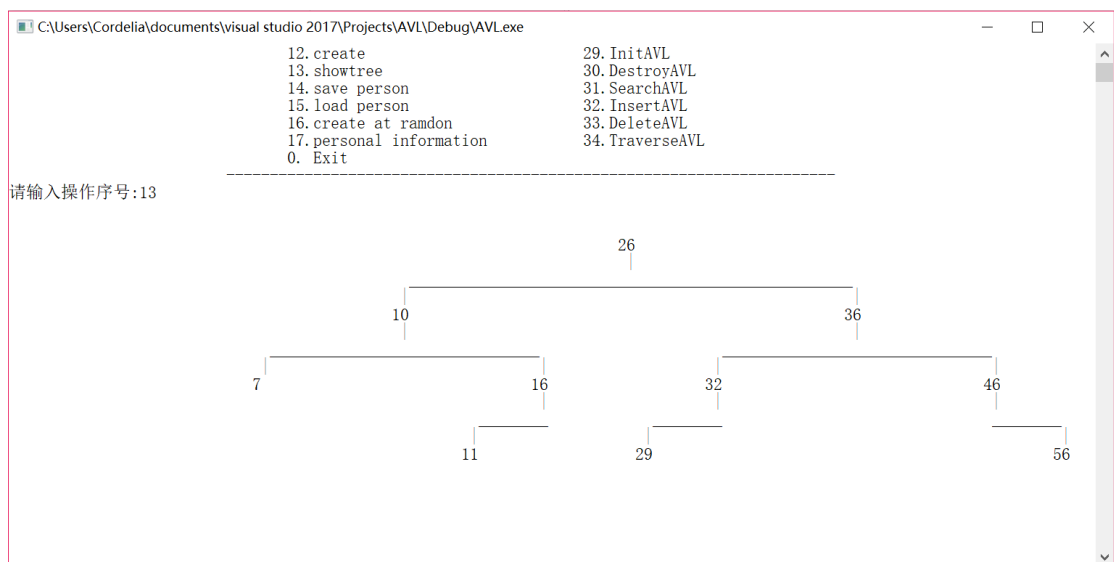 C:\Users\Cordelia\documents\visual studio 2017\Projects\AVL\Debug\AVL.exe
12.create 29.InitAVL
13.showtree 30.DestroyAVL
14.save person 31.SearchAVL
15.load person 32.InsertAVL
16.create at ramdon 33.DeleteAVL
17.personal information 34.TraverseAVL
0. Exit
请输入操作序号:13
26
10 36
7 16 32 46
11 29 56